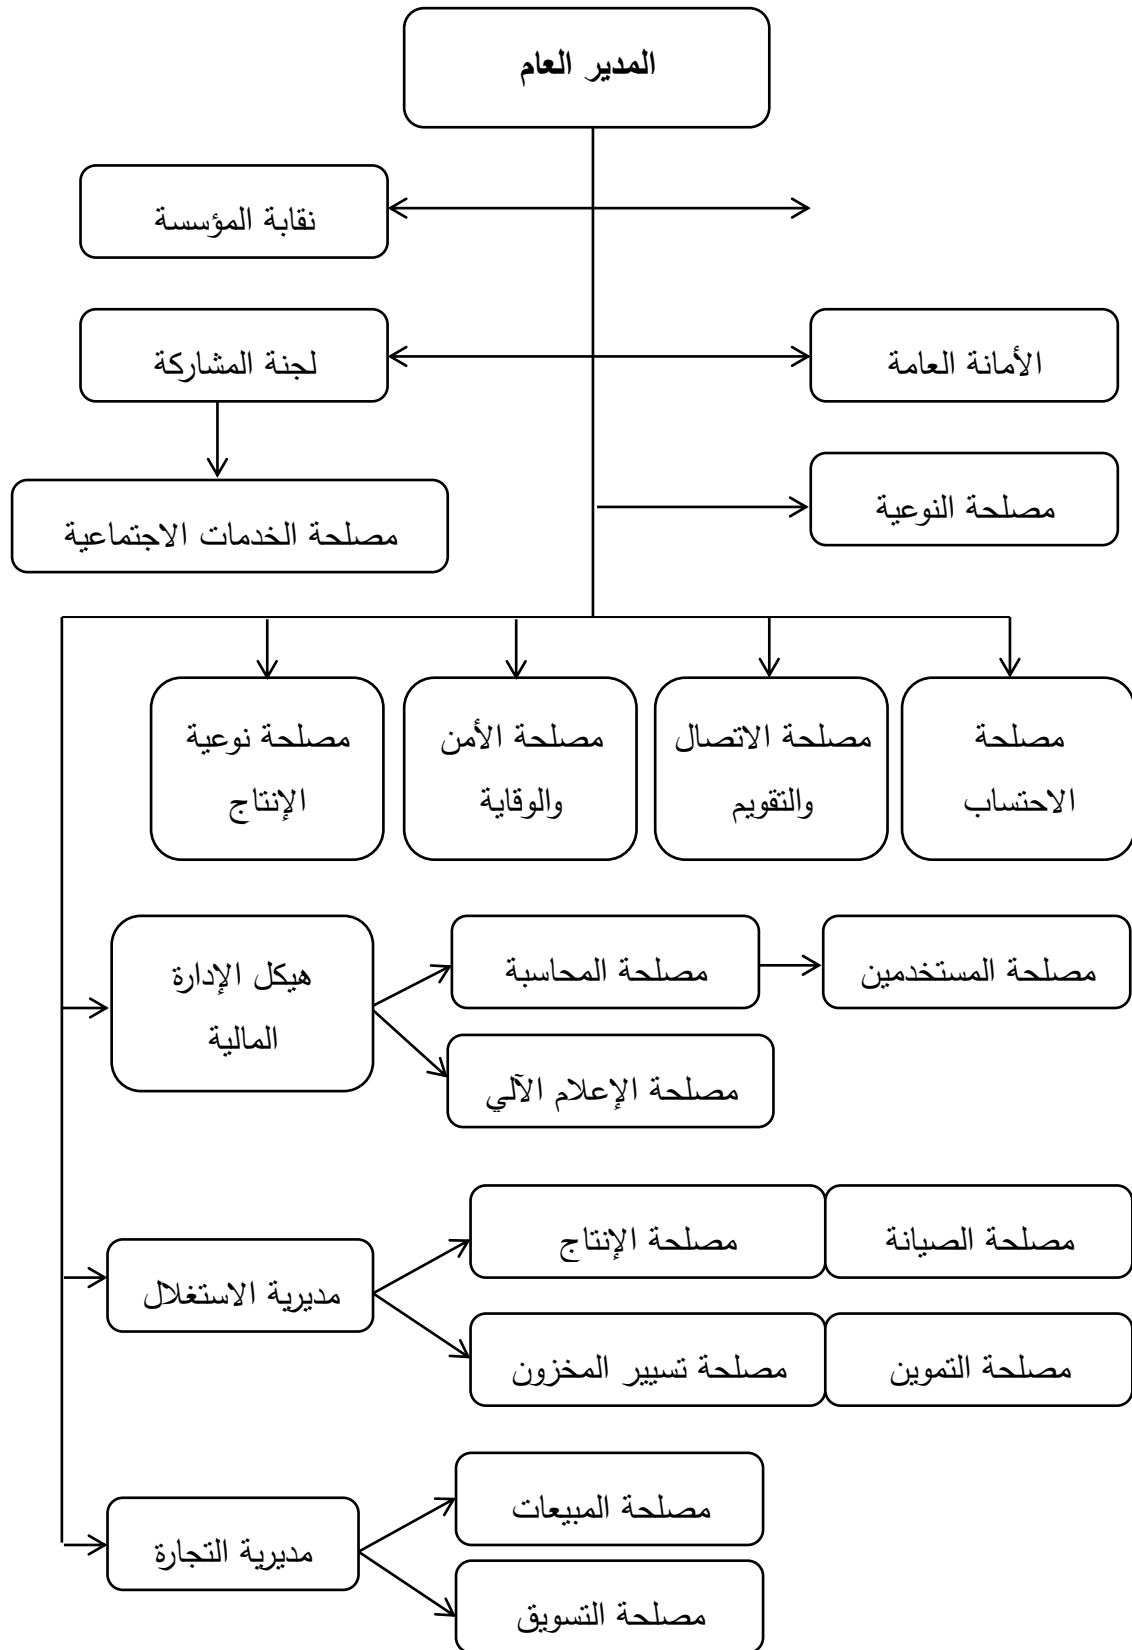 المدير العام
نقابة المؤسسة
لجنة المشاركة
الأمانة العامة
مصلحة الخدمات الاجتماعية
مصلحة النوعية
مصلحة
الاحتساب
مصلحة الاتصال
والتقويم
مصلحة الأمن
والوقاية
مصلحة نوعية
الإنتاج
هيكل الإدارة
المالية
مصلحة المحاسبة
مصلحة المستخدمين
مصلحة الإعلام الآلي
مديرية الاستغلال
مصلحة الإنتاج
مصلحة الصيانة
مصلحة تسيير المخزون
مصلحة التموين
مديرية التجارة
مصلحة المبيعات
مصلحة التسويق